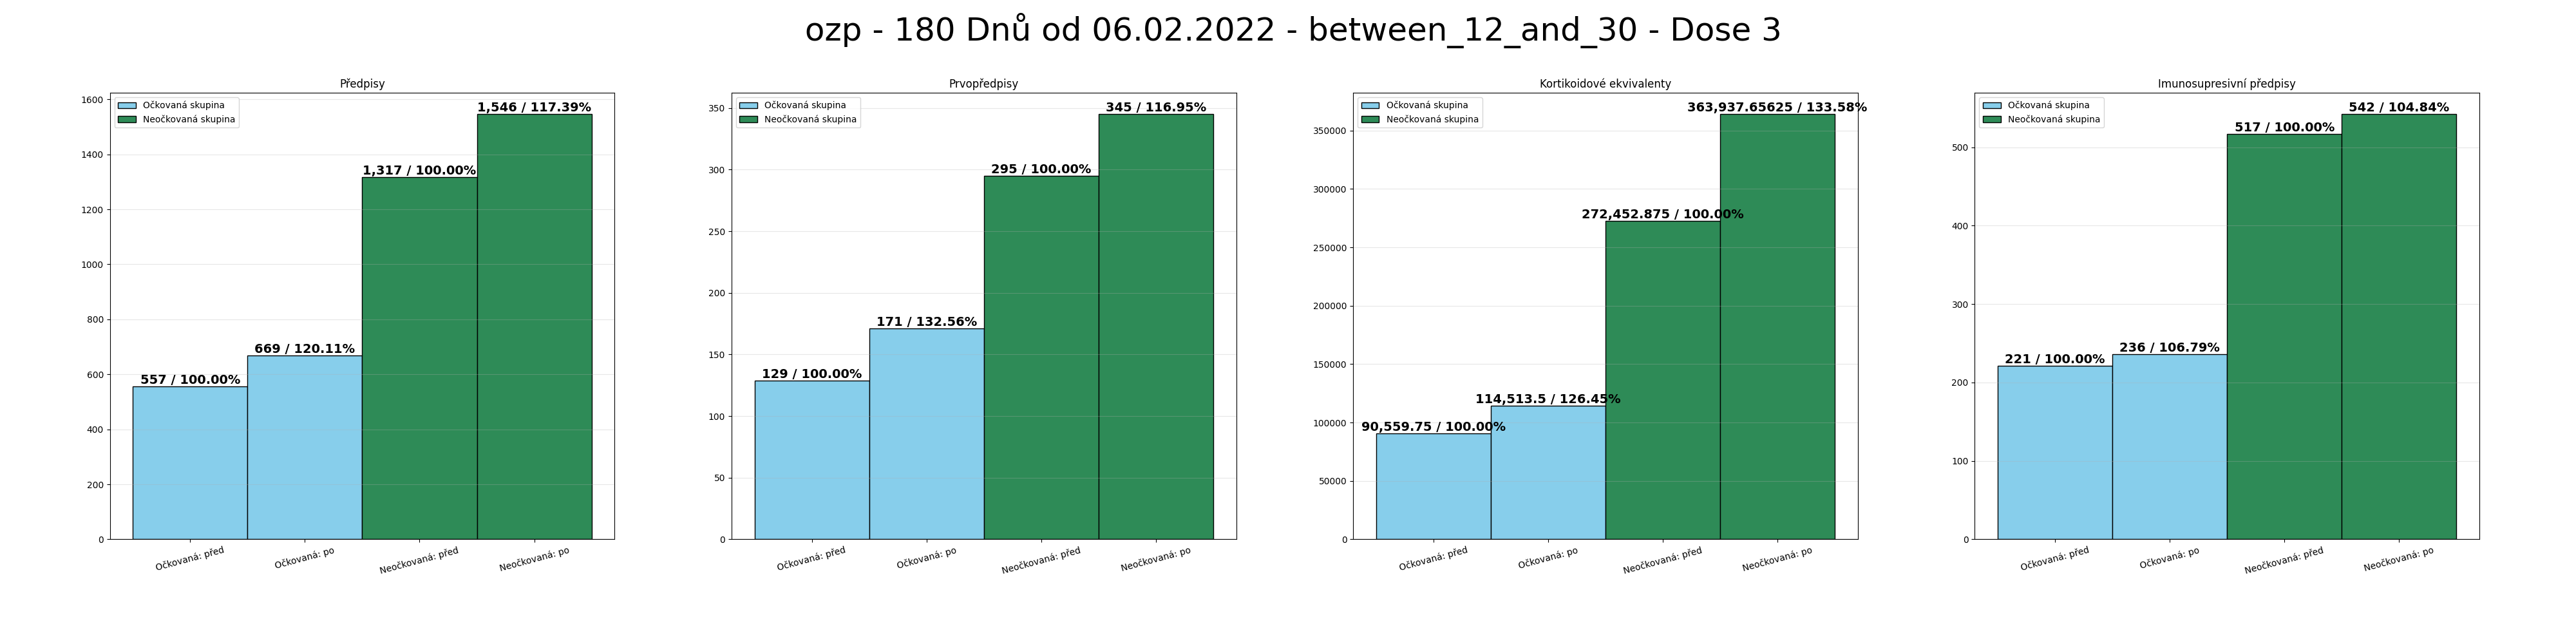 ozp - 180 Dnů od 06.02.2022 - between_12_and_30 - Dose 3
Předpisy
Očkovaná skupina
Neočkovaná skupina
1600
1400
1200
1000
800
600
400
200
0
557 / 100.00%
669 / 120.11%
1,317 / 100.00%
1,546 / 117.39%
Očkovaná: před
Očkovaná: po
Neočkovaná: před
Neočkovaná: po
Prvopředpisy
Očkovaná skupina
Neočkovaná skupina
350
300
250
200
150
100
50
0
129 / 100.00%
171 / 132.56%
295 / 100.00%
345 / 116.95%
Očkovaná: před
Očkovaná: po
Neočkovaná: před
Neočkovaná: po
Kortikoidové ekvivalenty
Očkovaná skupina
Neočkovaná skupina
350000
300000
250000
200000
150000
100000
50000
0
90,559.75 / 100.00%
114,513.5 / 126.45%
272,452.875 / 100.00%
363,937.65625 / 133.58%
Očkovaná: před
Očkovaná: po
Neočkovaná: před
Neočkovaná: po
Imunosupresivní předpisy
Očkovaná skupina
Neočkovaná skupina
500
400
300
200
100
0
221 / 100.00%
236 / 106.79%
517 / 100.00%
542 / 104.84%
Očkovaná: před
Očkovaná: po
Neočkovaná: před
Neočkovaná: po